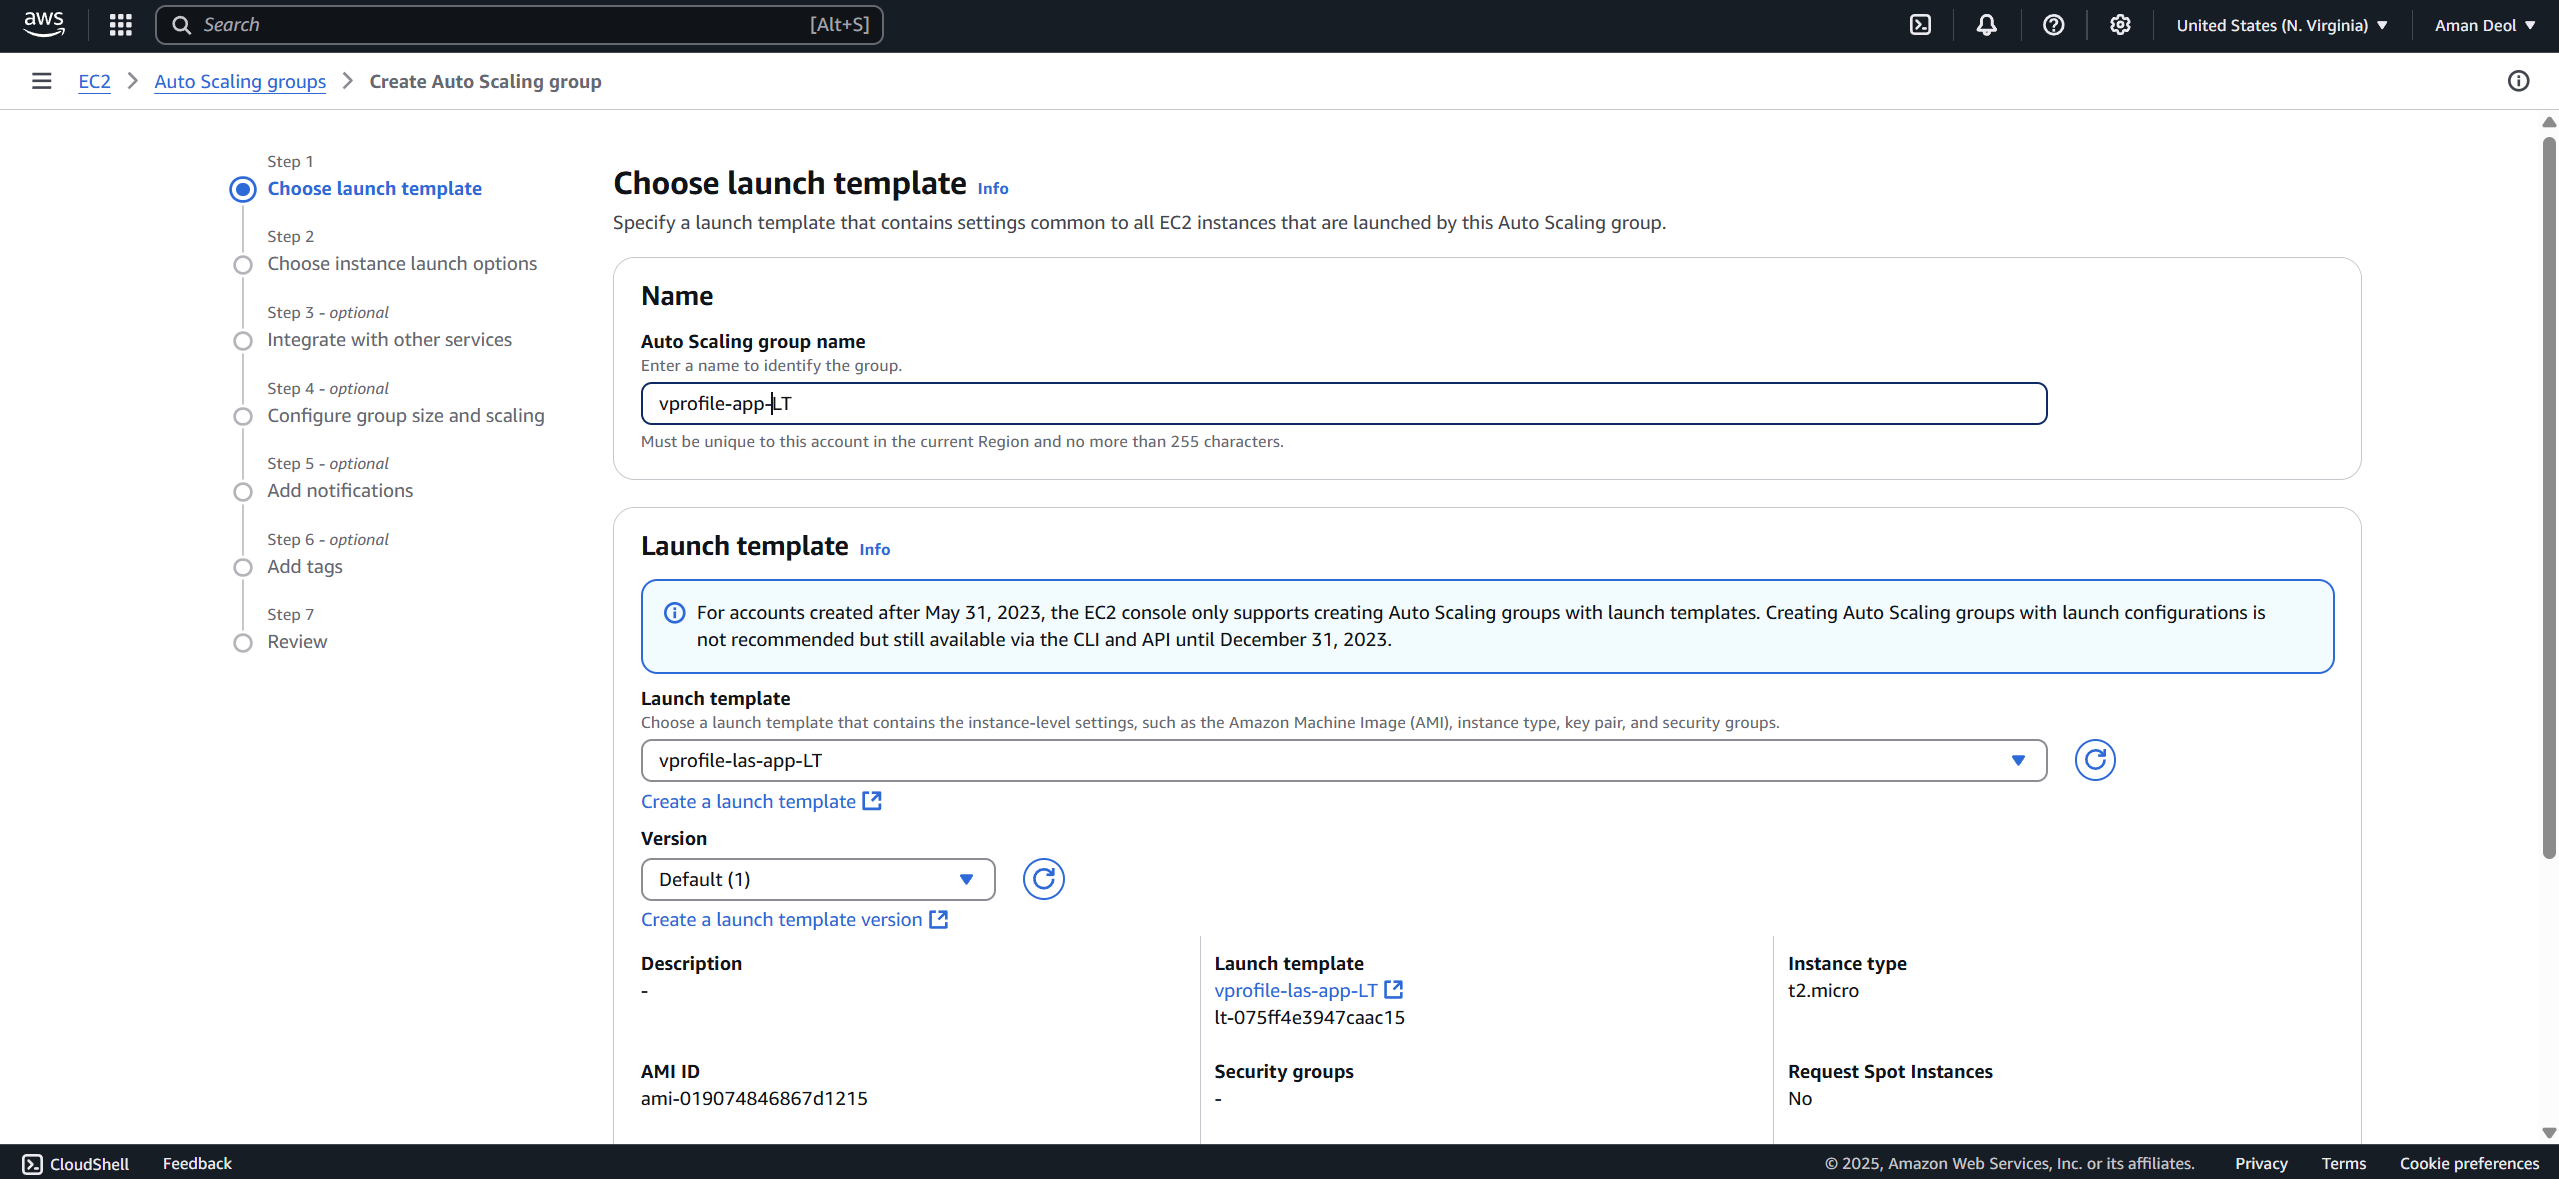 aws
Search [Alt+S]
United States (N. Virginia)
Aman Deol
EC2 > Auto Scaling groups > Create Auto Scaling group
Step 1
Choose launch template
Step 2
Choose instance launch options
Step 3 - optional
Integrate with other services
Step 4 - optional
Configure group size and scaling
Step 5 - optional
Add notifications
Step 6 - optional
Add tags
Step 7
Review
Choose launch template Info
Specify a launch template that contains settings common to all EC2 instances that are launched by this Auto Scaling group.
Name
Auto Scaling group name
Enter a name to identify the group.
vprofile-app-LT
Must be unique to this account in the current Region and no more than 255 characters.
Launch template Info
For accounts created after May 31, 2023, the EC2 console only supports creating Auto Scaling groups with launch templates. Creating Auto Scaling groups with launch configurations is
not recommended but still available via the CLI and API until December 31, 2023.
Launch template
Choose a launch template that contains the instance-level settings, such as the Amazon Machine Image (AMI), instance type, key pair, and security groups.
vprofile-las-app-LT
Create a launch template
Version
Default (1)
Create a launch template version
Description
-
Launch template
vprofile-las-app-LT
lt-075ff4e3947caac15
Instance type
t2.micro
AMI ID
ami-019074846867d1215
Security groups
-
Request Spot Instances
No
CloudShell
Feedback
© 2025, Amazon Web Services, Inc. or its affiliates.
Privacy
Terms
Cookie preferences